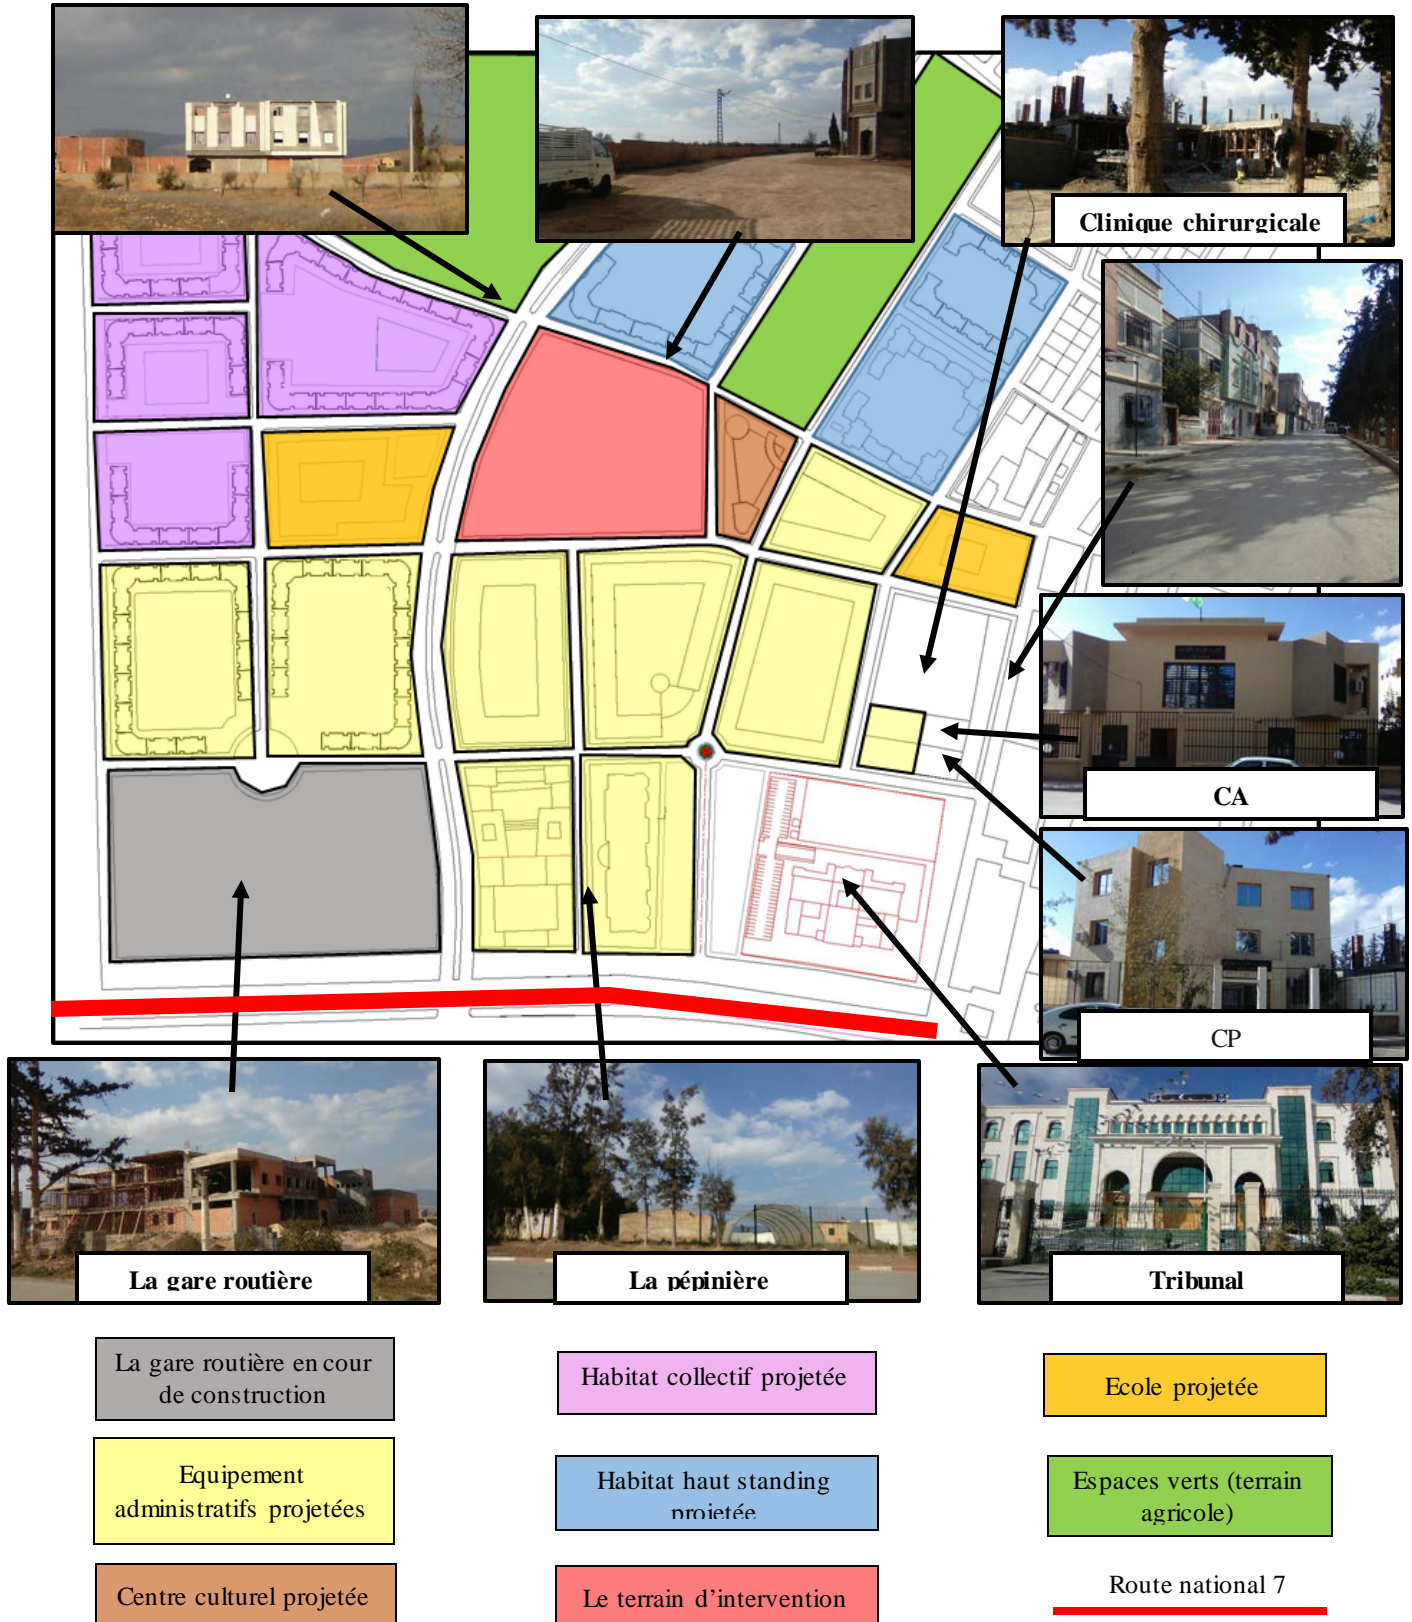 Clinique chirurgicale
CA
CP
La gare routière
La pépinière
Tribunal
La gare routière en cour
de construction
Habitat collectif projetée
Ecole projetée
Equipement
administratifs projetées
Habitat haut standing
projetée
Espaces verts (terrain
agricole)
Centre culturel projetée
Le terrain d'intervention
Route national 7